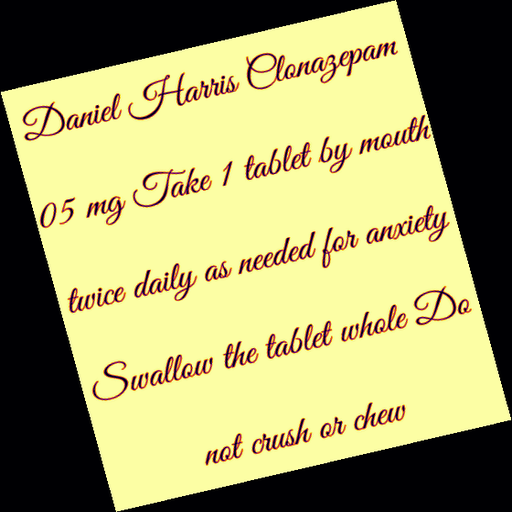 Daniel Harris Clonazepam
05 mg Take 1 tablet by mouth
twice daily as needed for anxiety
Swallow the tablet whole Do
not crush or chew